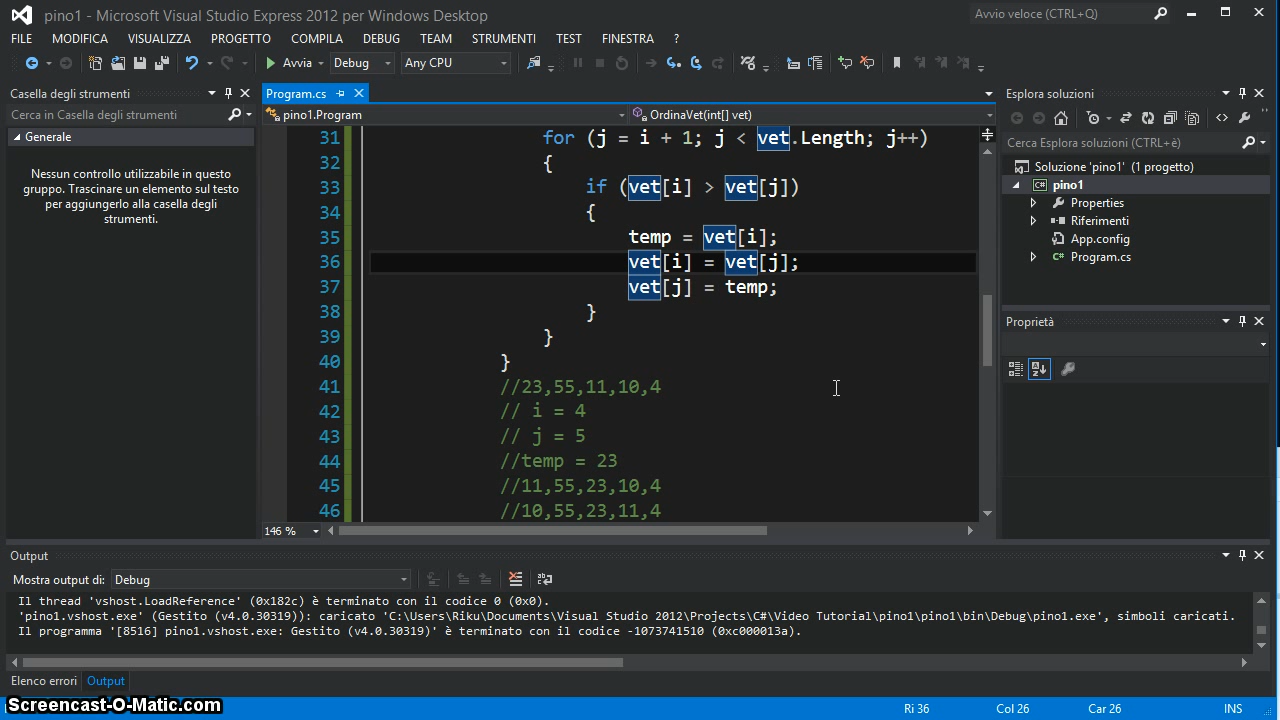 pino1 - Microsoft Visual Studio Express 2012 per Windows Desktop
Avvio veloce (CTRL+Q)
FILE MODIFICA VISUALIZZA PROGETTO COMPILA DEBUG TEAM STRUMENTI TEST FINESTRA ?
Avvia Debug Any CPU
Casella degli strumenti
Cerca in Casella degli strumenti
Generale
Nessun controllo utilizzabile in questo
gruppo. Trascinare un elemento sul testo
per aggiungerlo alla casella degli
strumenti.
Program.cs
pino1.Program
OrdinaVet(int[] vet)
31 for (j = i + 1; j < vet.Length; j++)
32 {
33 if (vet[i] > vet[j])
34 {
35 temp = vet[i];
36 vet[i] = vet[j];
37 vet[j] = temp;
38 }
39 }
40 }
41 //23,55,11,10,4
42 // i = 4
43 // j = 5
44 //temp = 23
45 //11,55,23,10,4
46 //10,55,23,11,4
146 %
Esplora soluzioni
Cerca Esplora soluzioni (CTRL+è)
Soluzione 'pino1' (1 progetto)
C# pino1
Properties
Riferimenti
App.config
C# Program.cs
Proprietà
Output
Mostra output di: Debug
Il thread 'vshost.LoadReference' (0x182c) è terminato con il codice 0 (0x0).
'pino1.vshost.exe' (Gestito (v4.0.30319)): caricato 'C:\Users\Riku\Documents\Visual Studio 2012\Projects\C#\Video Tutorial\pino1\pino1\bin\Debug\pino1.exe', simboli caricati.
Il programma '[8516] pino1.vshost.exe: Gestito (v4.0.30319)' è terminato con il codice -1073741510 (0xc000013a).
Elenco errori Output
Screencast-O-Matic.com
Ri 36 Col 26 Car 26 INS